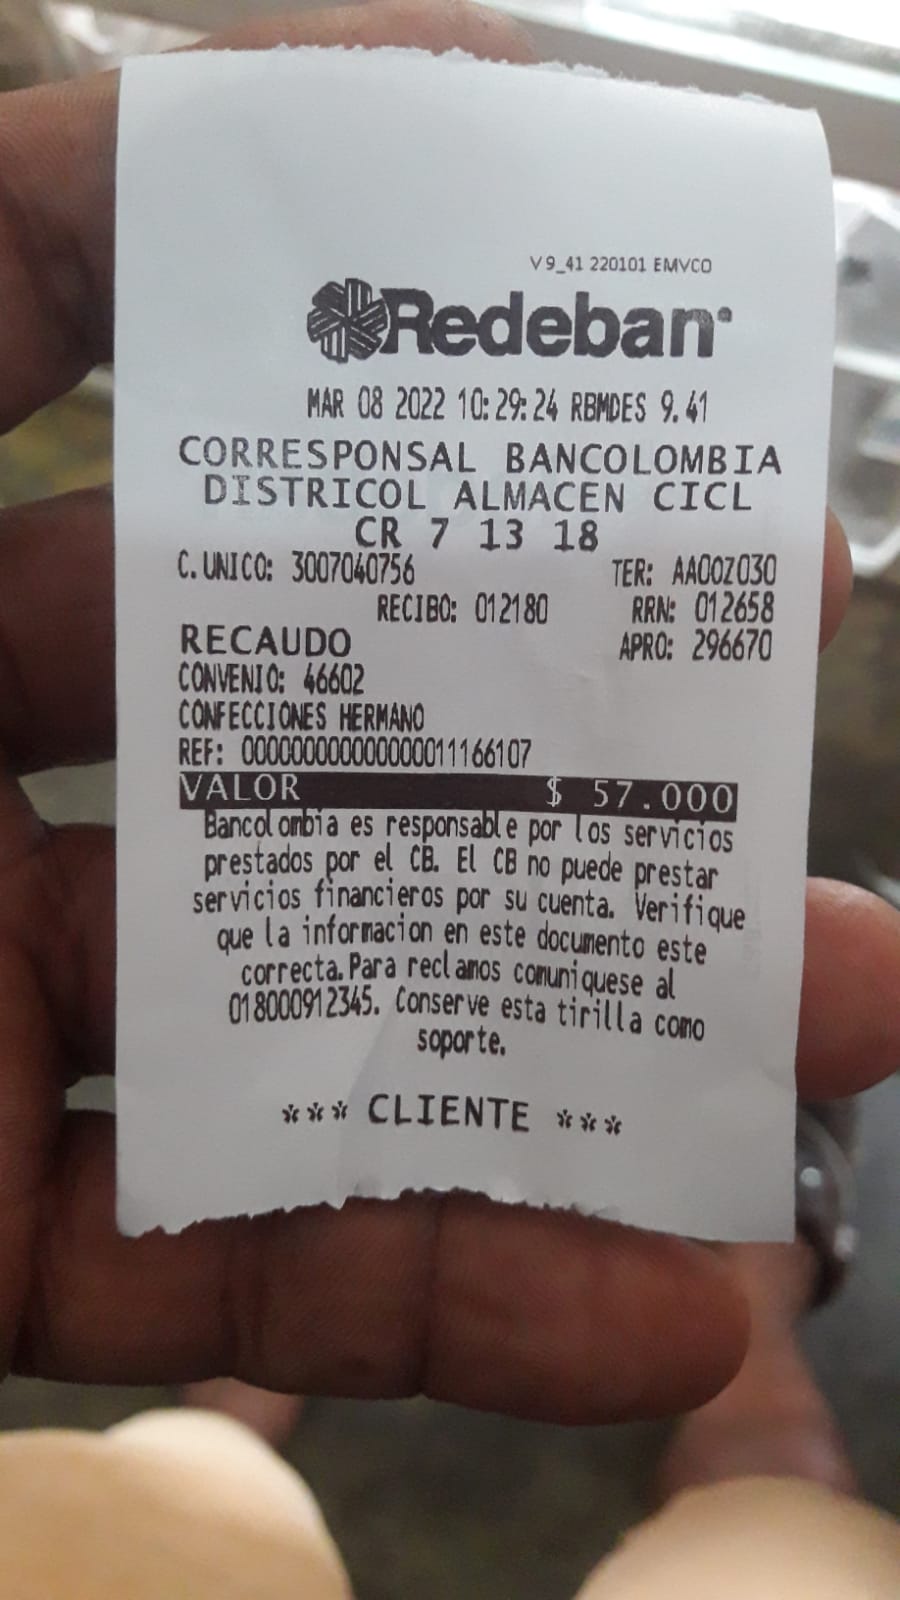 V9_41 220101 EMVCO
Redeban
MAR 08 2022 10:29:24 RBMDES 9.41
CORRESPONSAL BANCOLOMBIA
DISTRICOL ALMACEN CICL
CR 7 13 18
C.UNICO: 3007040756 TER: AAOOZ030
RECIBO: 012180 RRN: 012658
RECAUDO APRO: 296670
CONVENIO: 46602
CONFECCIONES HERMANO
REF: 000000000000000011166107
VALOR $ 57.000
Bancolombia es responsable por los servicios
prestados por el CB. El CB no puede prestar
servicios financieros por su cuenta. Verifique
que la informacion en este documento este
correcta.Para reclamos comuniquese al
018000912345. Conserve esta tirilla como
soporte.
*** CLIENTE ***